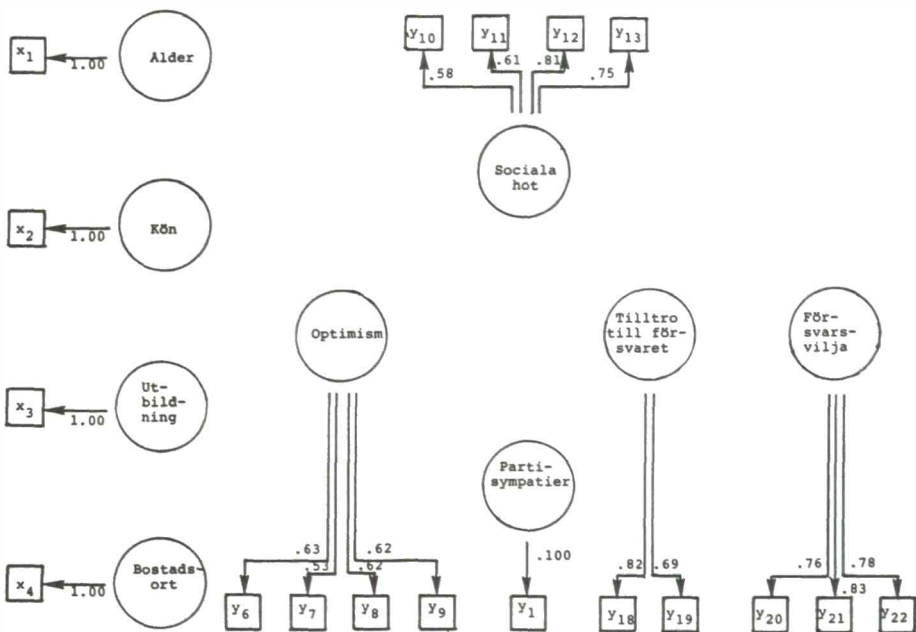 y10 y11 y12 y13
.58 .61 .81 .75
Sociala
hot
x1
1.00
Alder
x2
1.00
Kön
x3
1.00
Ut-
bild-
ning
x4
1.00
Bostads-
ort
Optimism
.63 .53 .62 .62
y6 y7 y8 y9
Parti-
sympatier
.100
y1
Tilltro
till för-
svaret
.82 .69
y18 y19
För-
svars-
vilja
.76 .83 .78
y20 y21 y22